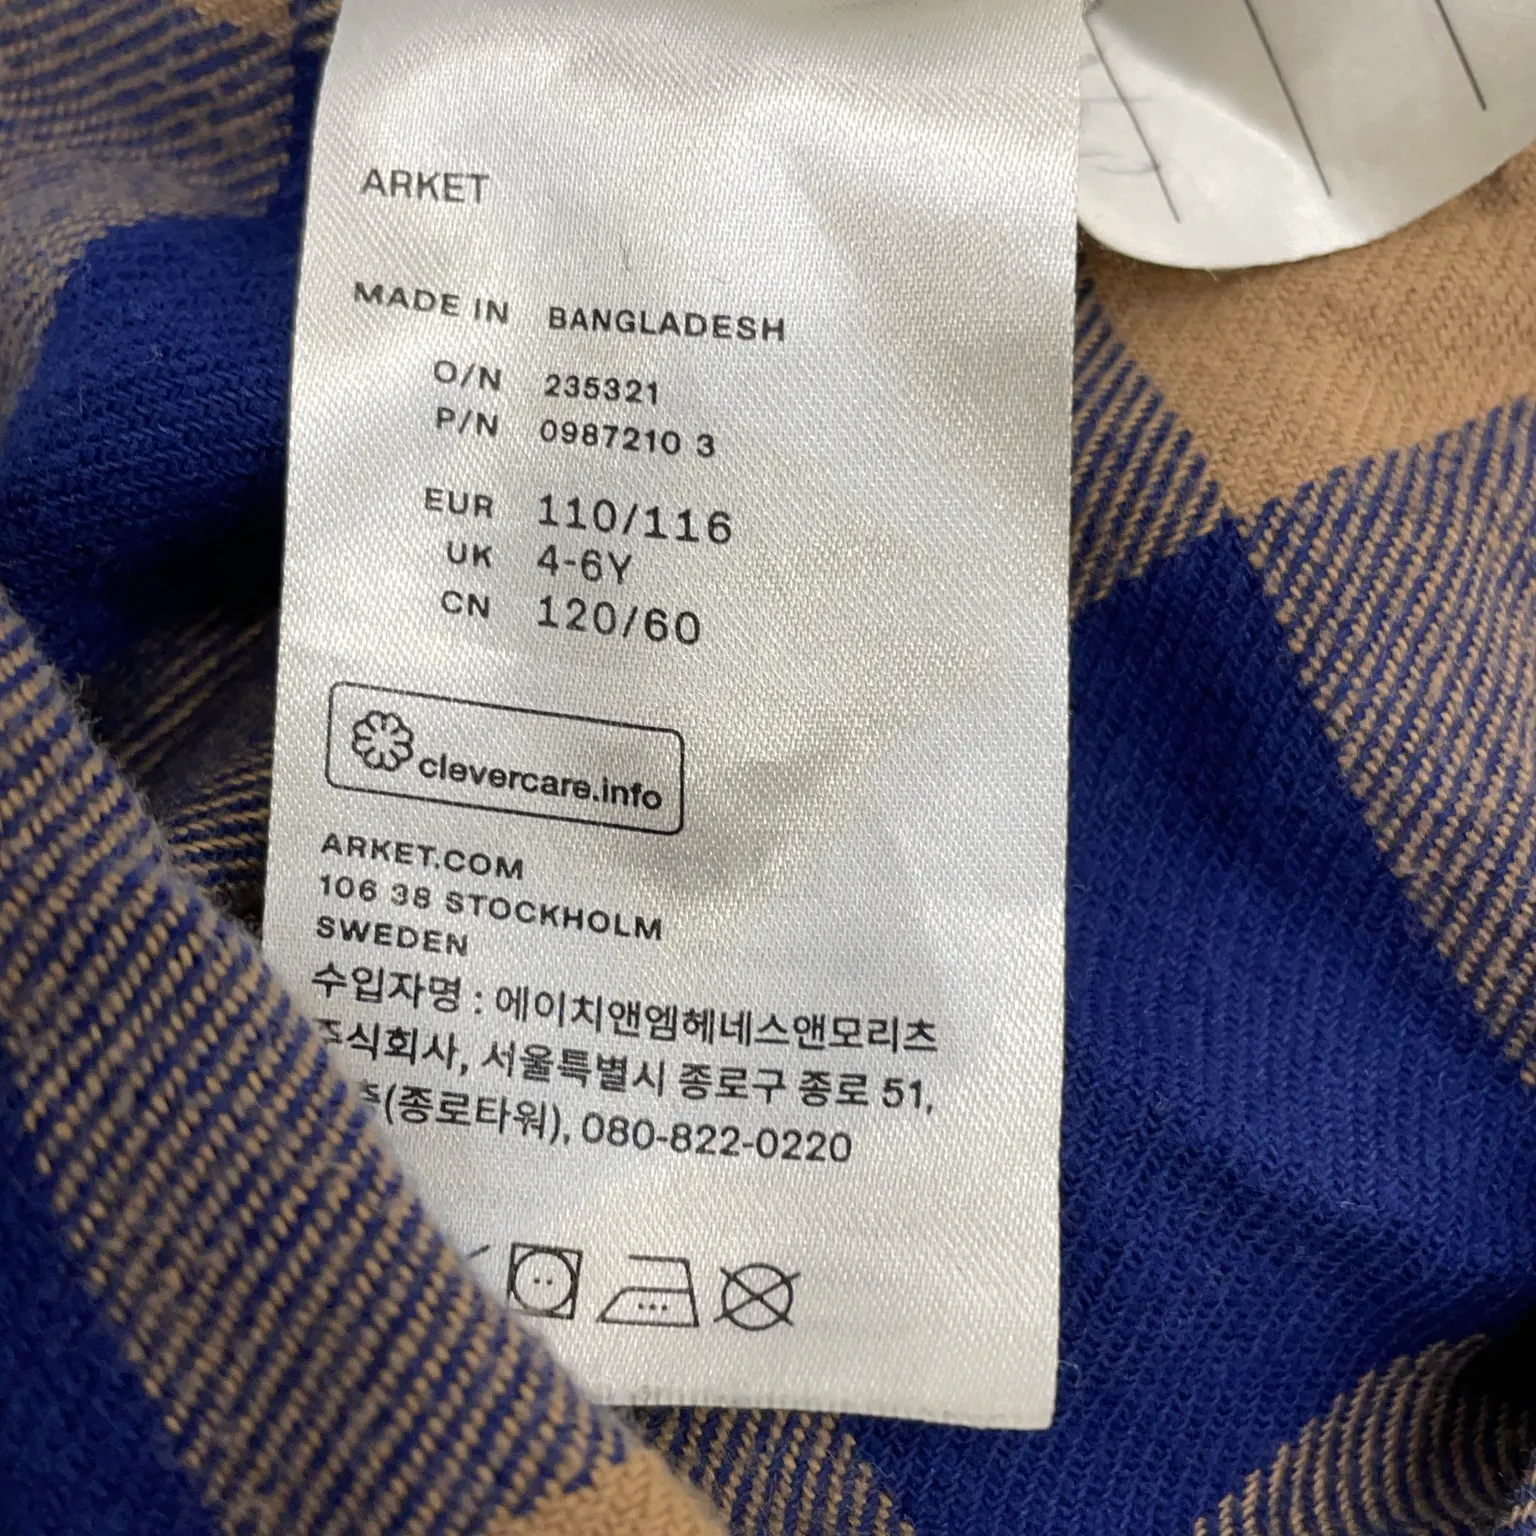 ARKET
MADE IN BANGLADESH
O/N 235321
P/N 0987210 3
EUR 110/116
UK 4-6Y
CN 120/60
clevercare.info
ARKET.COM
106 38 STOCKHOLM
SWEDEN
수입자명 : 에이치앤엠헤네스앤모리츠
주식회사, 서울특별시 종로구 종로 51,
(종로타워), 080-822-0220